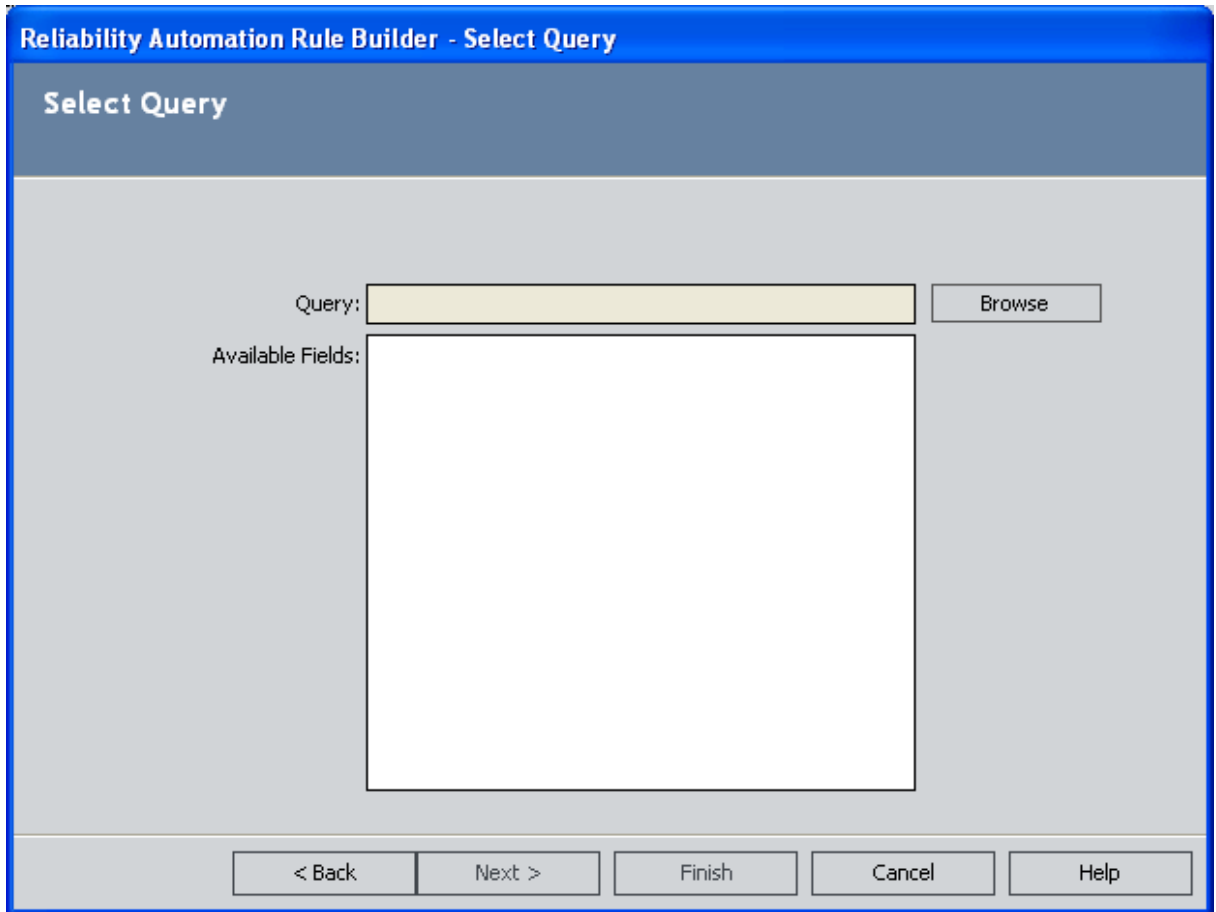 Reliability Automation Rule Builder - Select Query
Select Query
Query:
Browse
Available Fields:
< Back
Next >
Finish
Cancel
Help